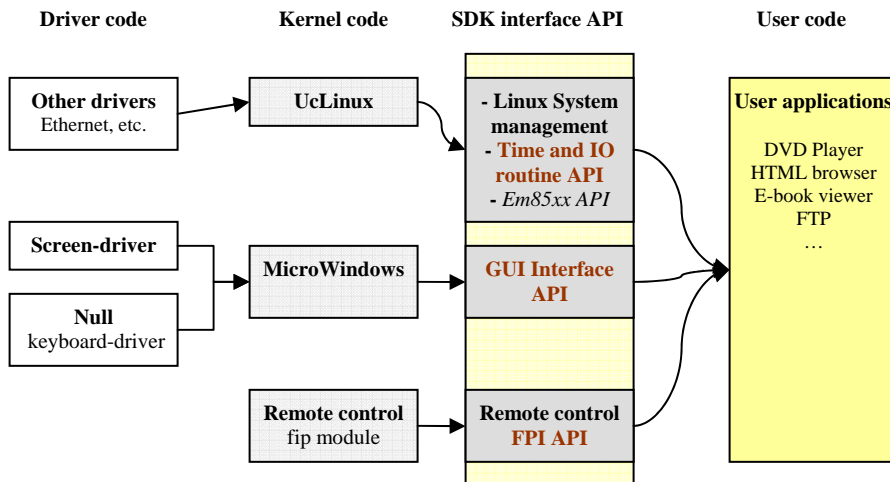 Driver code
Kernel code
SDK interface API
User code
Other drivers
Ethernet, etc.
UcLinux
- Linux System
management
- Time and IO
routine API
- Em85xx API
User applications
DVD Player
HTML browser
E-book viewer
FTP
…
Screen-driver
MicroWindows
GUI Interface
API
Null
keyboard-driver
Remote control
fip module
Remote control
FPI API